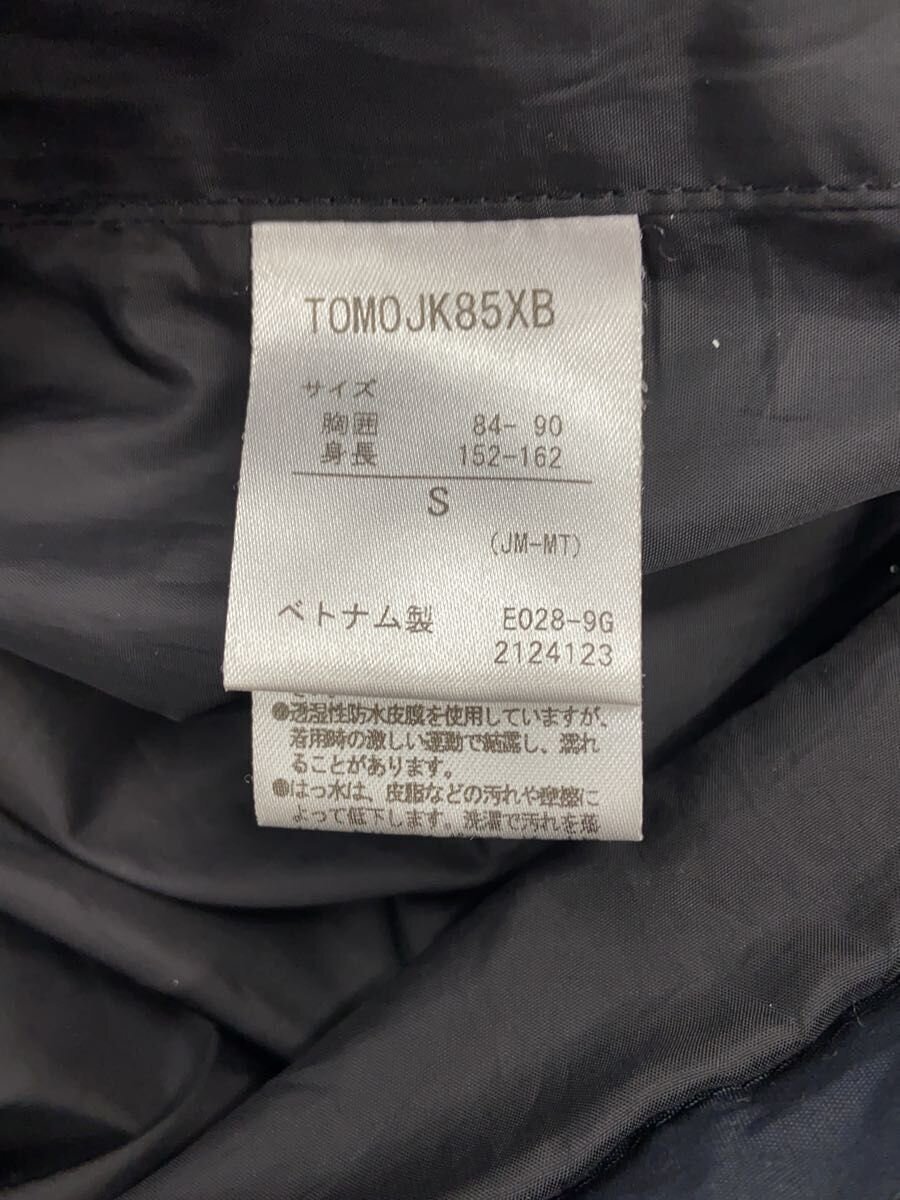 TOMOJK85XB
サイズ
胸囲 84- 90
身長 152-162
S
(JM-MT)
ベトナム製 E028-9G
2124123
●透湿性防水皮膜を使用していますが、
着用時の激しい運動で結露し、濡れ
ることがあります。
●はっ水は、皮脂などの汚れや摩擦に
よって低下します。洗濯で汚れを落